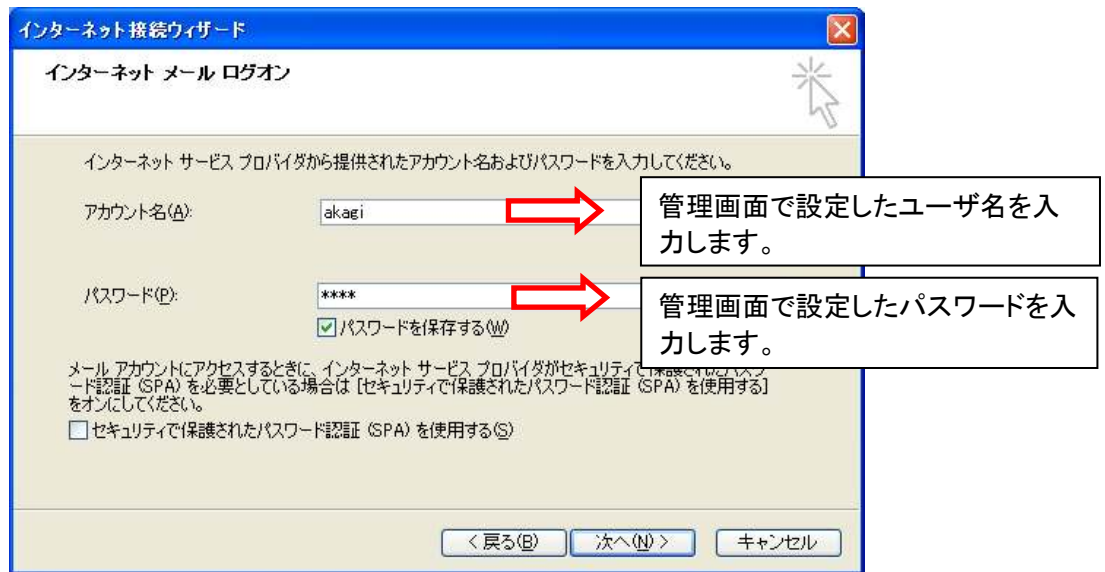 インターネット接続ウィザード
インターネット メール ログオン
インターネット サービス プロバイダから提供されたアカウント名およびパスワードを入力してください。
アカウント名(A):
akagi
管理画面で設定したユーザ名を入
力します。
パスワード(P):
****
管理画面で設定したパスワードを入
力します。
パスワードを保存する(W)
メール アカウントにアクセスするときに、インターネット サービス プロバイダがセキュリティで保護されたパスワ
ード認証 (SPA) を必要としている場合は [セキュリティで保護されたパスワード認証 (SPA) を使用する]
をオンにしてください。
セキュリティで保護されたパスワード認証 (SPA) を使用する(S)
< 戻る(B)
次へ(N) >
キャンセル